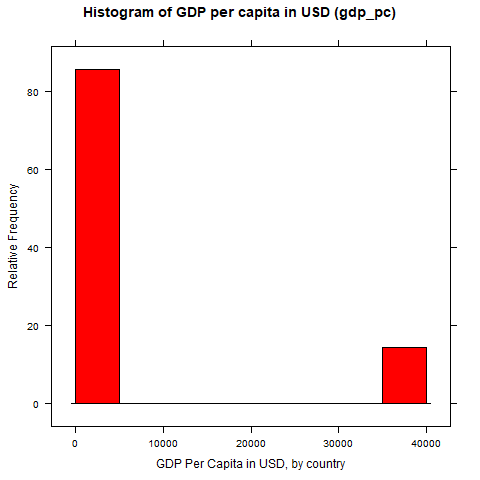 Histogram of GDP per capita in USD (gdp_pc)
Relative Frequency
80
60
40
20
0
0 10000 20000 30000 40000
GDP Per Capita in USD, by country